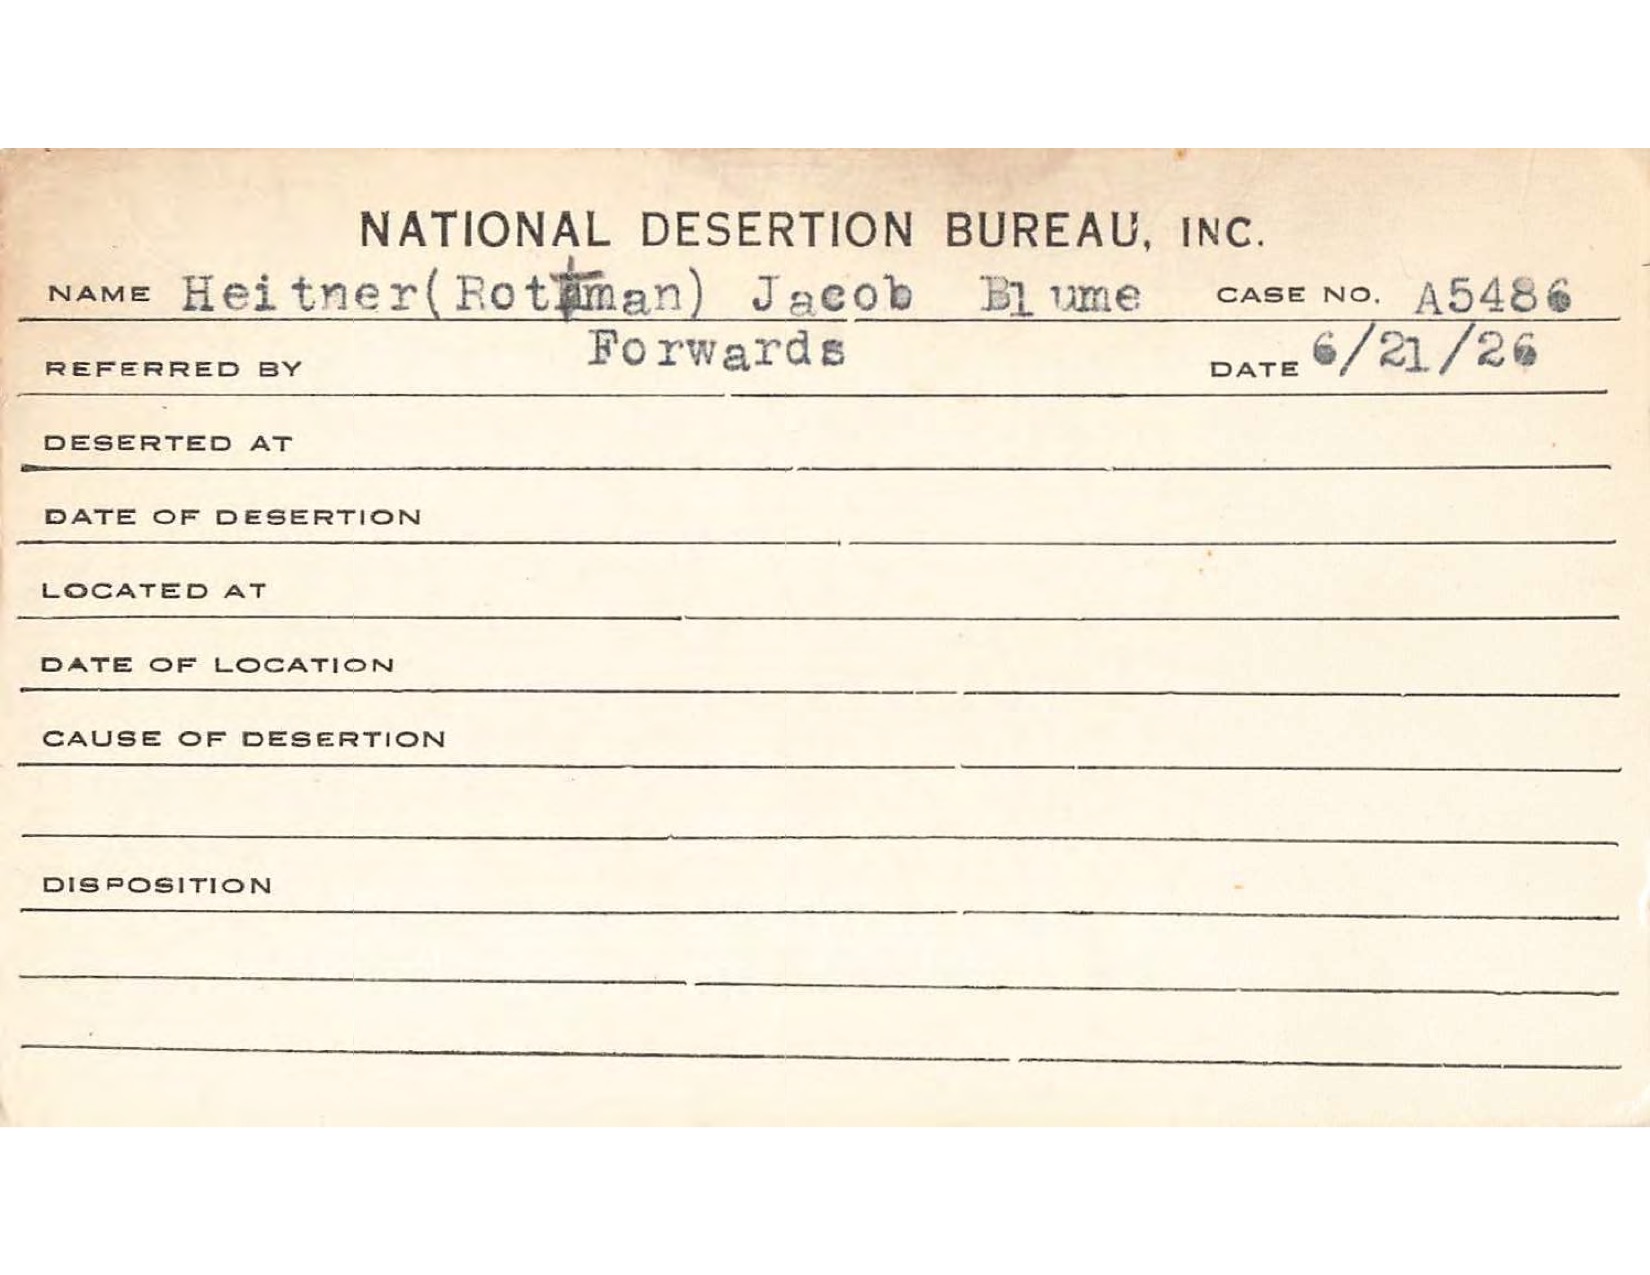 NATIONAL DESERTION BUREAU, INC.
NAME Heitner(Rottman) Jacob Blume CASE NO. A5486
REFERRED BY Forwards DATE 6/21/26
DESERTED AT
DATE OF DESERTION
LOCATED AT
DATE OF LOCATION
CAUSE OF DESERTION
DISPOSITION